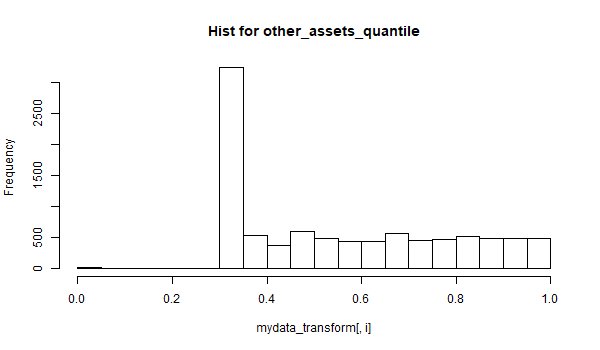 Hist for other_assets_quantile
Frequency
2500
1500
500
0
0.0 0.2 0.4 0.6 0.8 1.0
mydata_transform[, i]